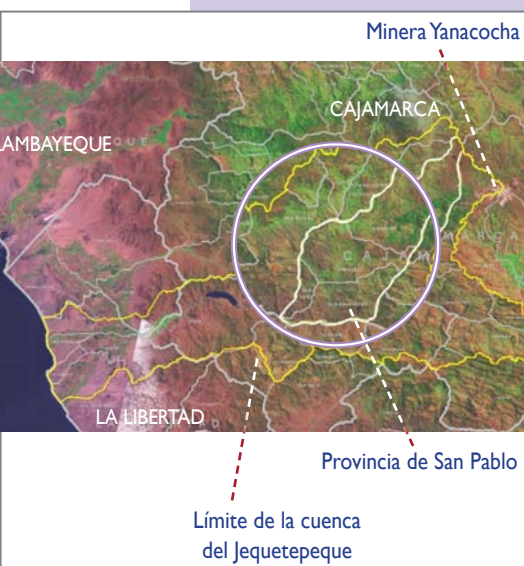 Minera Yanacocha
CAJAMARCA
LAMBAYEQUE
LA LIBERTAD
Provincia de San Pablo
Límite de la cuenca
del Jequetepeque